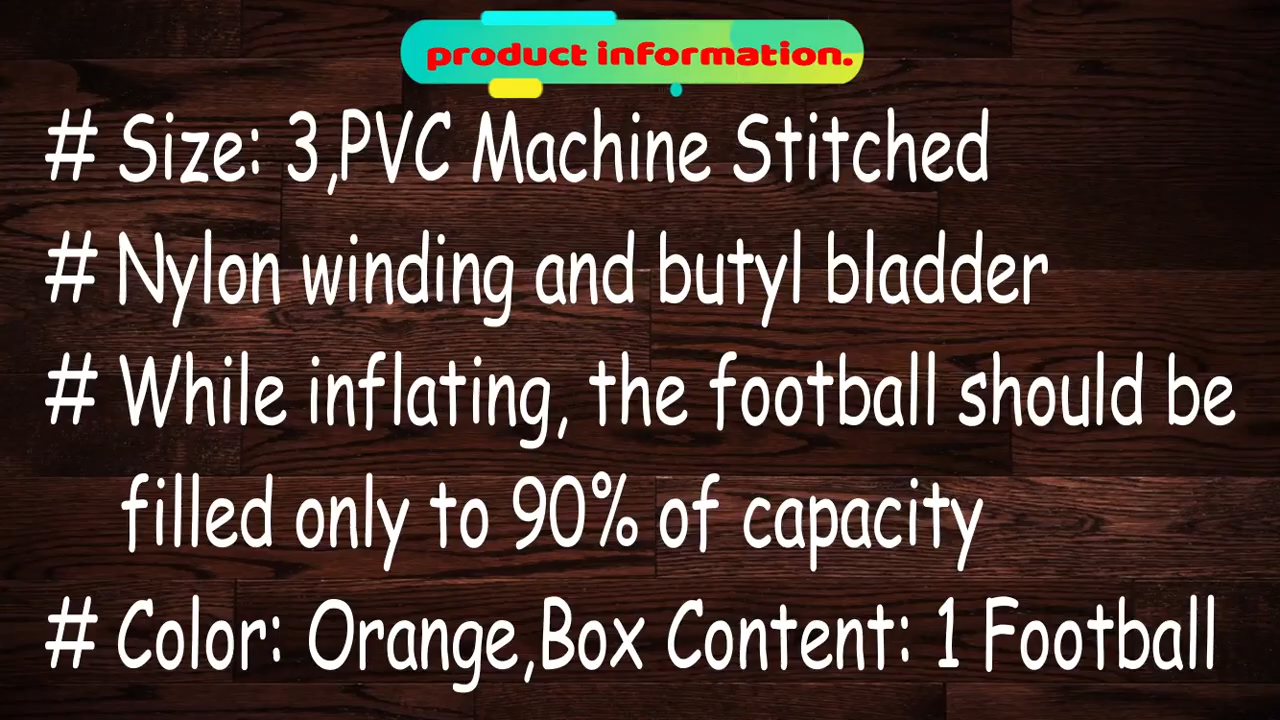 product information.
# Size: 3,PVC Machine Stitched
# Nylon winding and butyl bladder
# While inflating, the football should be
filled only to 90% of capacity
# Color: Orange,Box Content: 1 Football